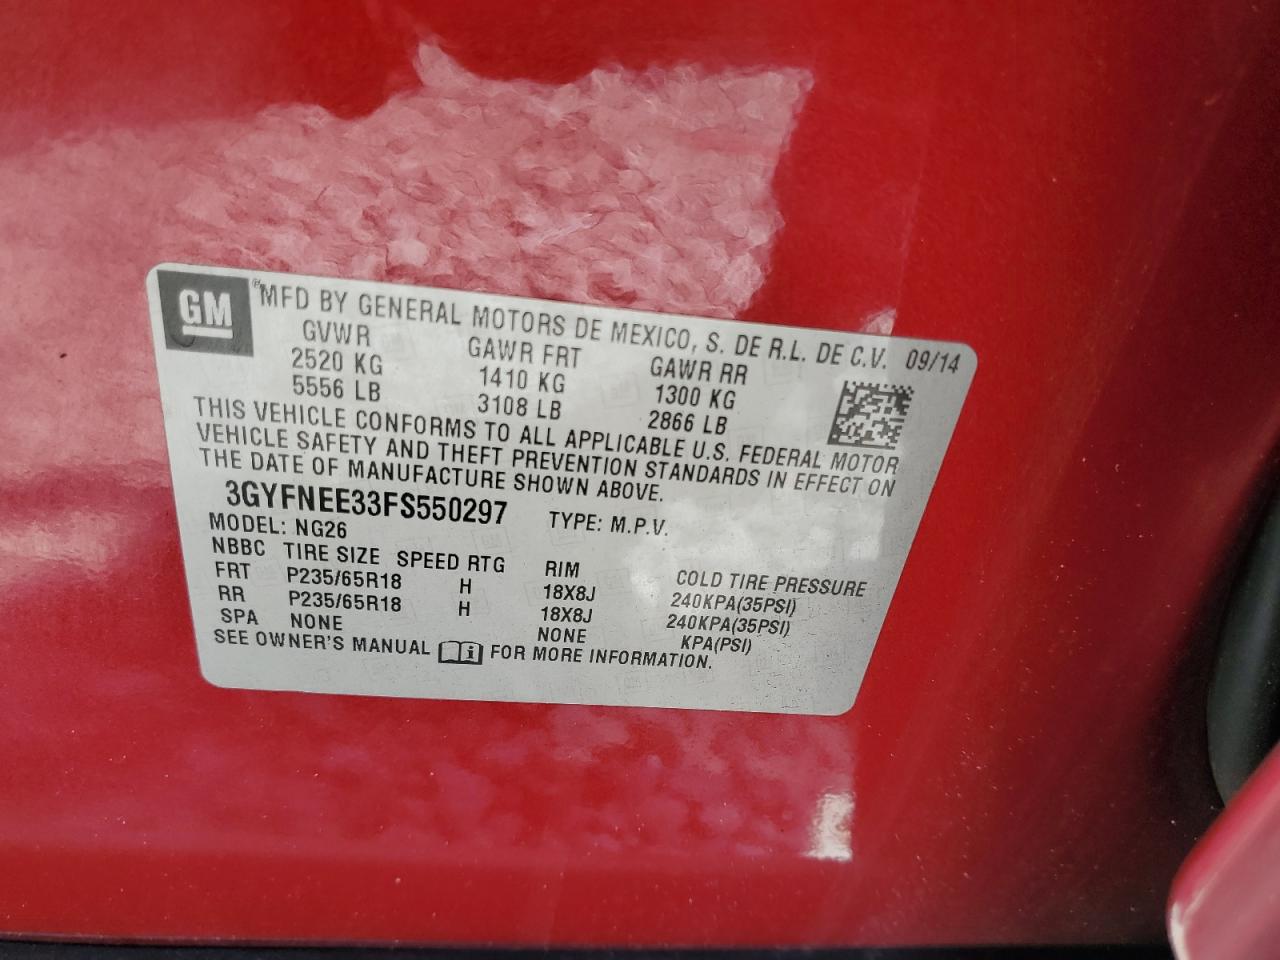 GM ® MFD BY GENERAL MOTORS DE MEXICO, S. DE R.L. DE C.V. 09/14
GVWR GAWR FRT GAWR RR
2520 KG 1410 KG 1300 KG
5556 LB 3108 LB 2866 LB
THIS VEHICLE CONFORMS TO ALL APPLICABLE U.S. FEDERAL MOTOR
VEHICLE SAFETY AND THEFT PREVENTION STANDARDS IN EFFECT ON
THE DATE OF MANUFACTURE SHOWN ABOVE.
3GYFNEE33FS550297 TYPE: M.P.V.
MODEL: NG26
NBBC TIRE SIZE SPEED RTG RIM COLD TIRE PRESSURE
FRT P235/65R18 H 18X8J 240KPA(35PSI)
RR P235/65R18 H 18X8J 240KPA(35PSI)
SPA NONE NONE KPA(PSI)
SEE OWNER'S MANUAL i FOR MORE INFORMATION.